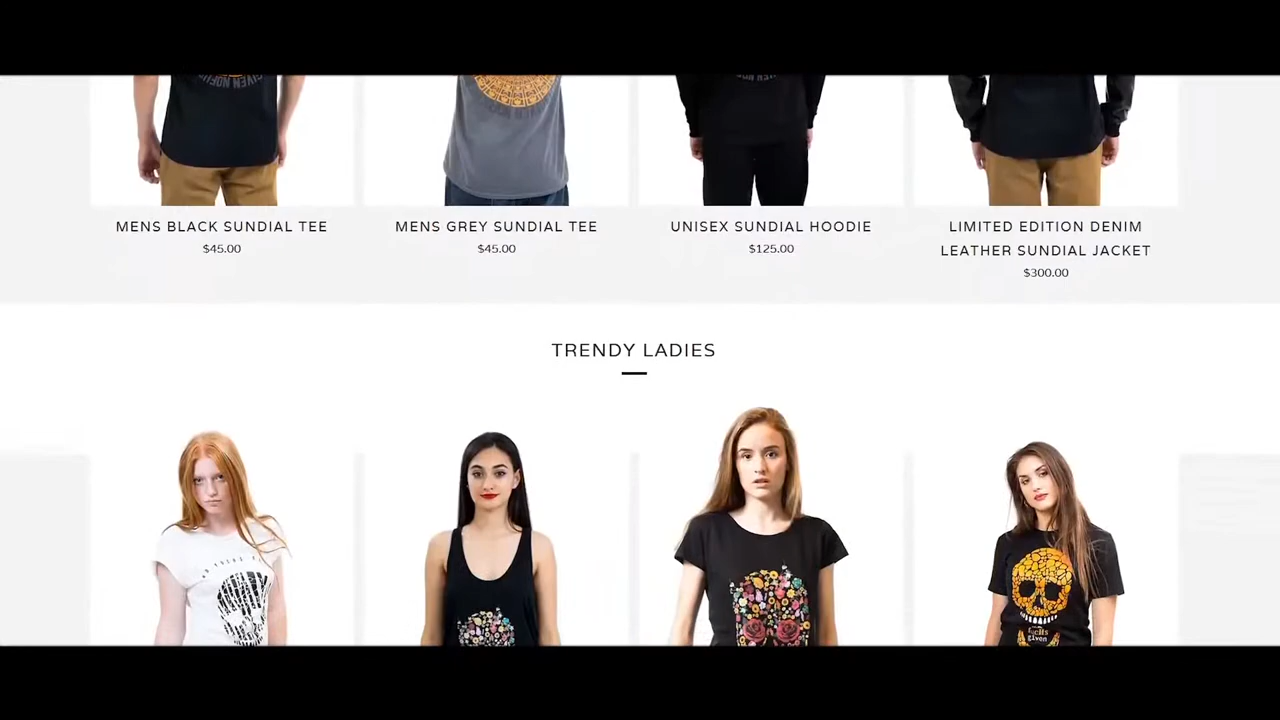 MENS BLACK SUNDIAL TEE
$45.00
MENS GREY SUNDIAL TEE
$45.00
UNISEX SUNDIAL HOODIE
$125.00
LIMITED EDITION DENIM
LEATHER SUNDIAL JACKET
$300.00
TRENDY LADIES
given